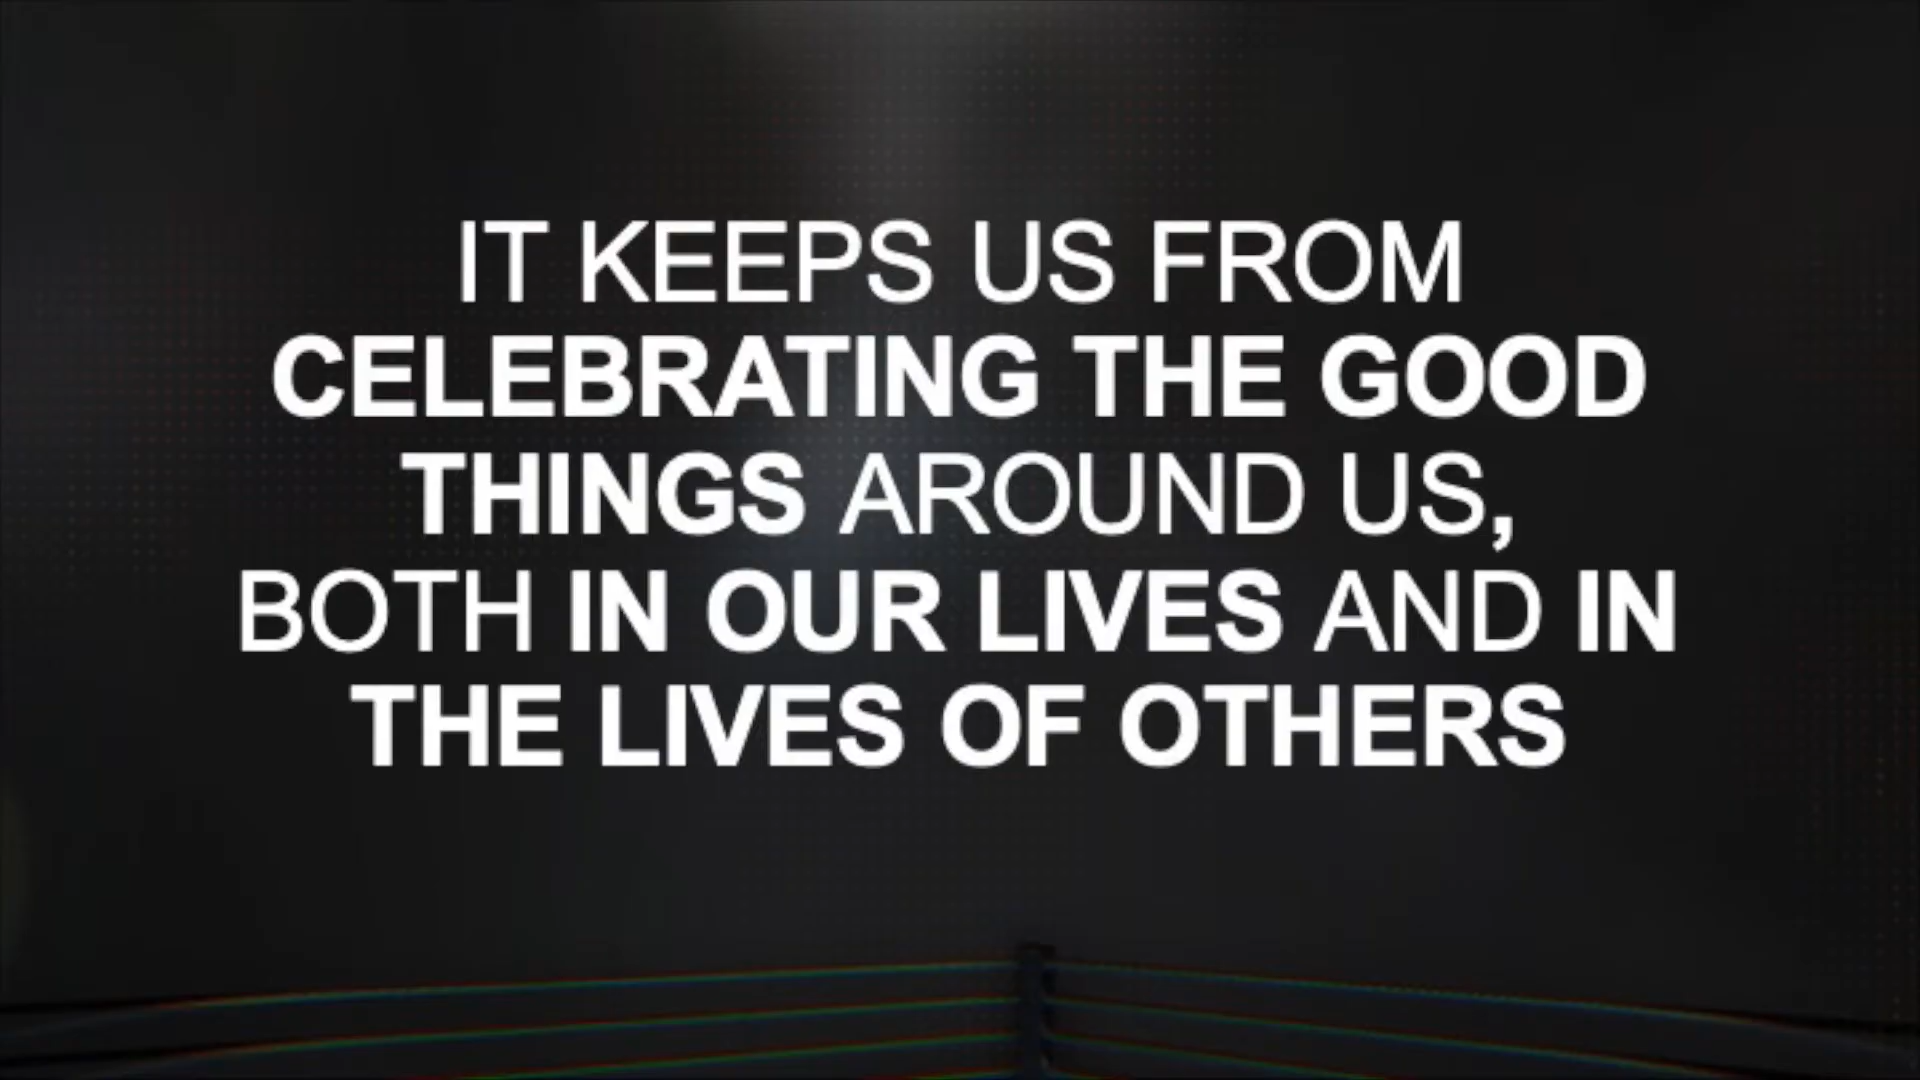 IT KEEPS US FROM
CELEBRATING THE GOOD
THINGS AROUND US,
BOTH IN OUR LIVES AND IN
THE LIVES OF OTHERS